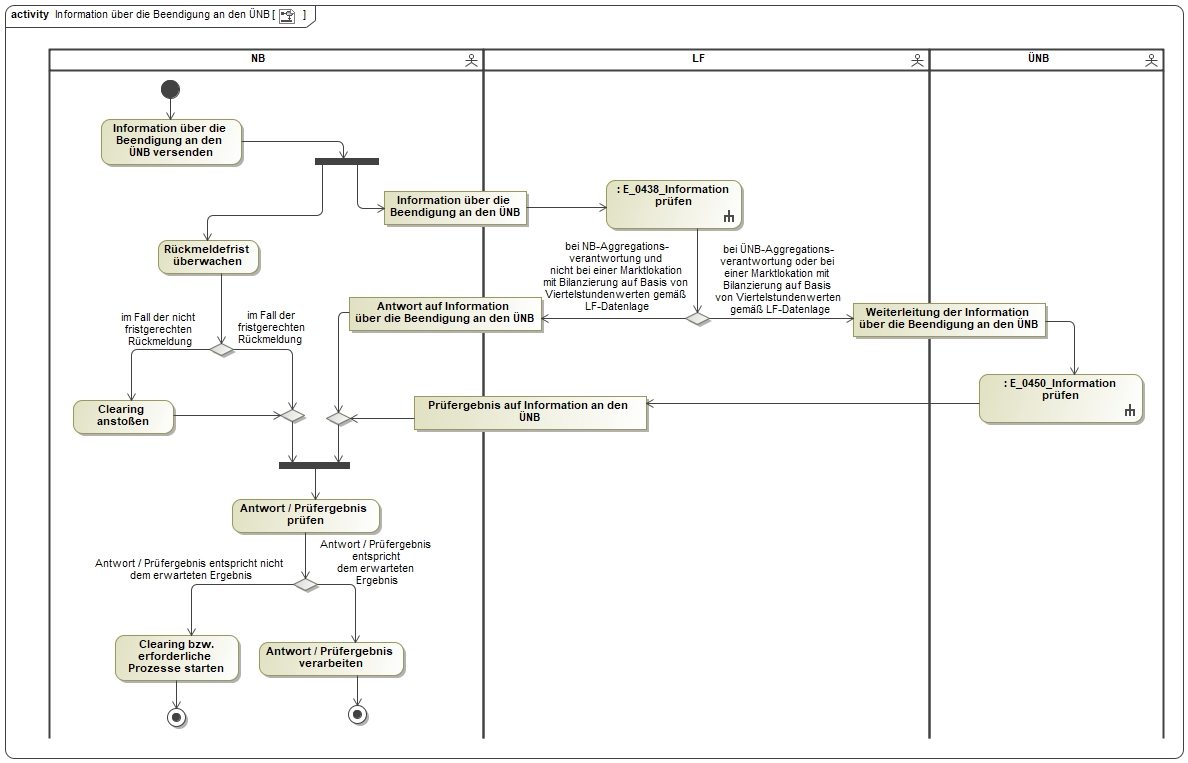 activity Information über die Beendigung an den ÜNB [ ]
NB
LF
ÜNB
Information über die
Beendigung an den
ÜNB versenden
Information über die
Beendigung an den ÜNB
: E_0438_Information
prüfen
Rückmeldefrist
überwachen
bei NB-Aggregations-
verantwortung und
nicht bei einer Marktlokation
mit Bilanzierung auf Basis von
Viertelstundenwerten gemäß
LF-Datenlage
bei ÜNB-Aggregations-
verantwortung oder bei
einer Marktlokation mit
Bilanzierung auf Basis
von Viertelstundenwerten
gemäß LF-Datenlage
Antwort auf Information
über die Beendigung an den ÜNB
Weiterleitung der Information
über die Beendigung an den ÜNB
im Fall der nicht
fristgerechten
Rückmeldung
im Fall der
fristgerechten
Rückmeldung
: E_0450_Information
prüfen
Clearing
anstoßen
Prüfergebnis auf Information an den
ÜNB
Antwort / Prüfergebnis
prüfen
Antwort / Prüfergebnis entspricht nicht
dem erwarteten Ergebnis
Antwort / Prüfergebnis
entspricht
dem erwarteten
Ergebnis
Clearing bzw.
erforderliche
Prozesse starten
Antwort / Prüfergebnis
verarbeiten